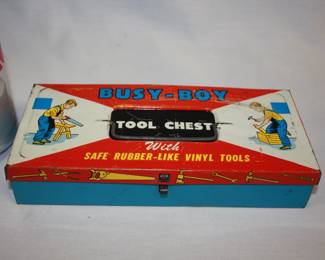 BUSY-BOY
TOOL CHEST
With
SAFE RUBBER-LIKE VINYL TOOLS